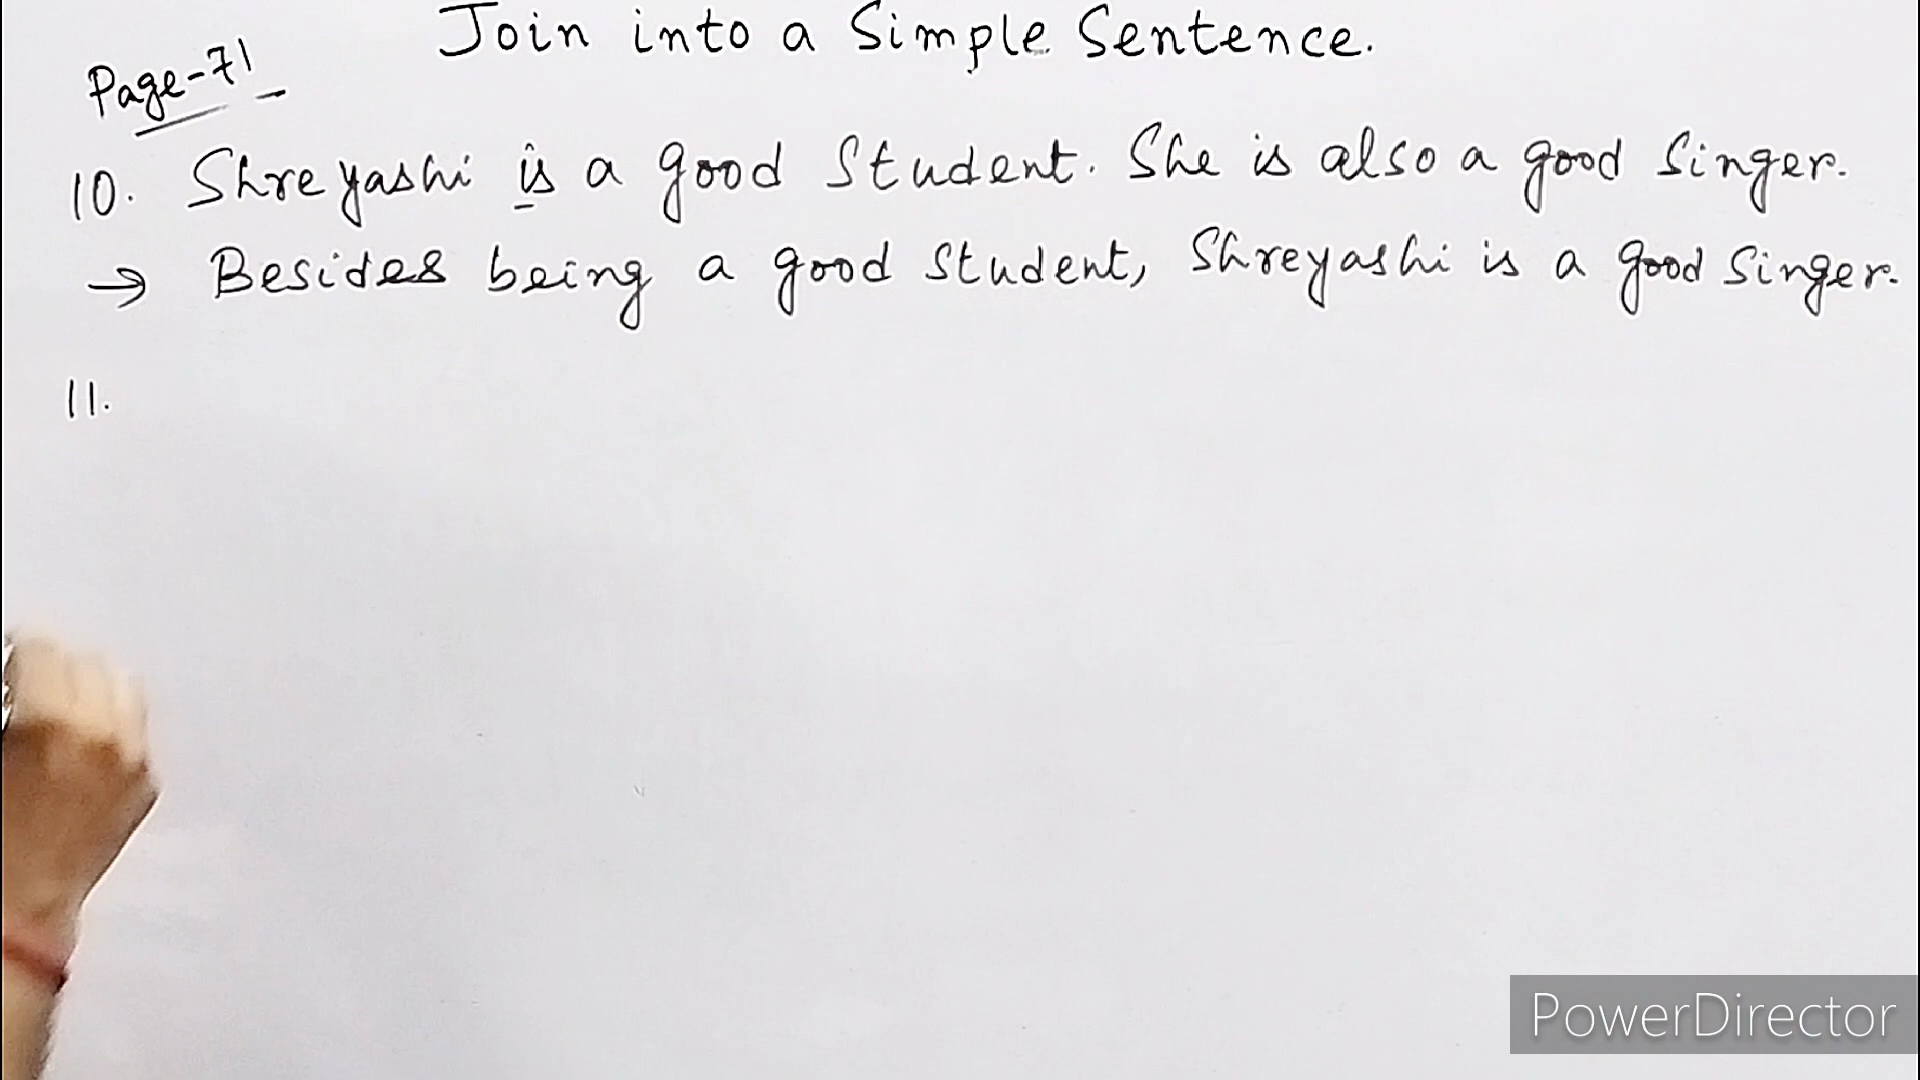 Join into a Simple Sentence.
Page-71
10. Shreyashi is a good Student. She is also a good Singer.
→ Besides being a good Student, Shreyashi is a good Singer.
11.
PowerDirector